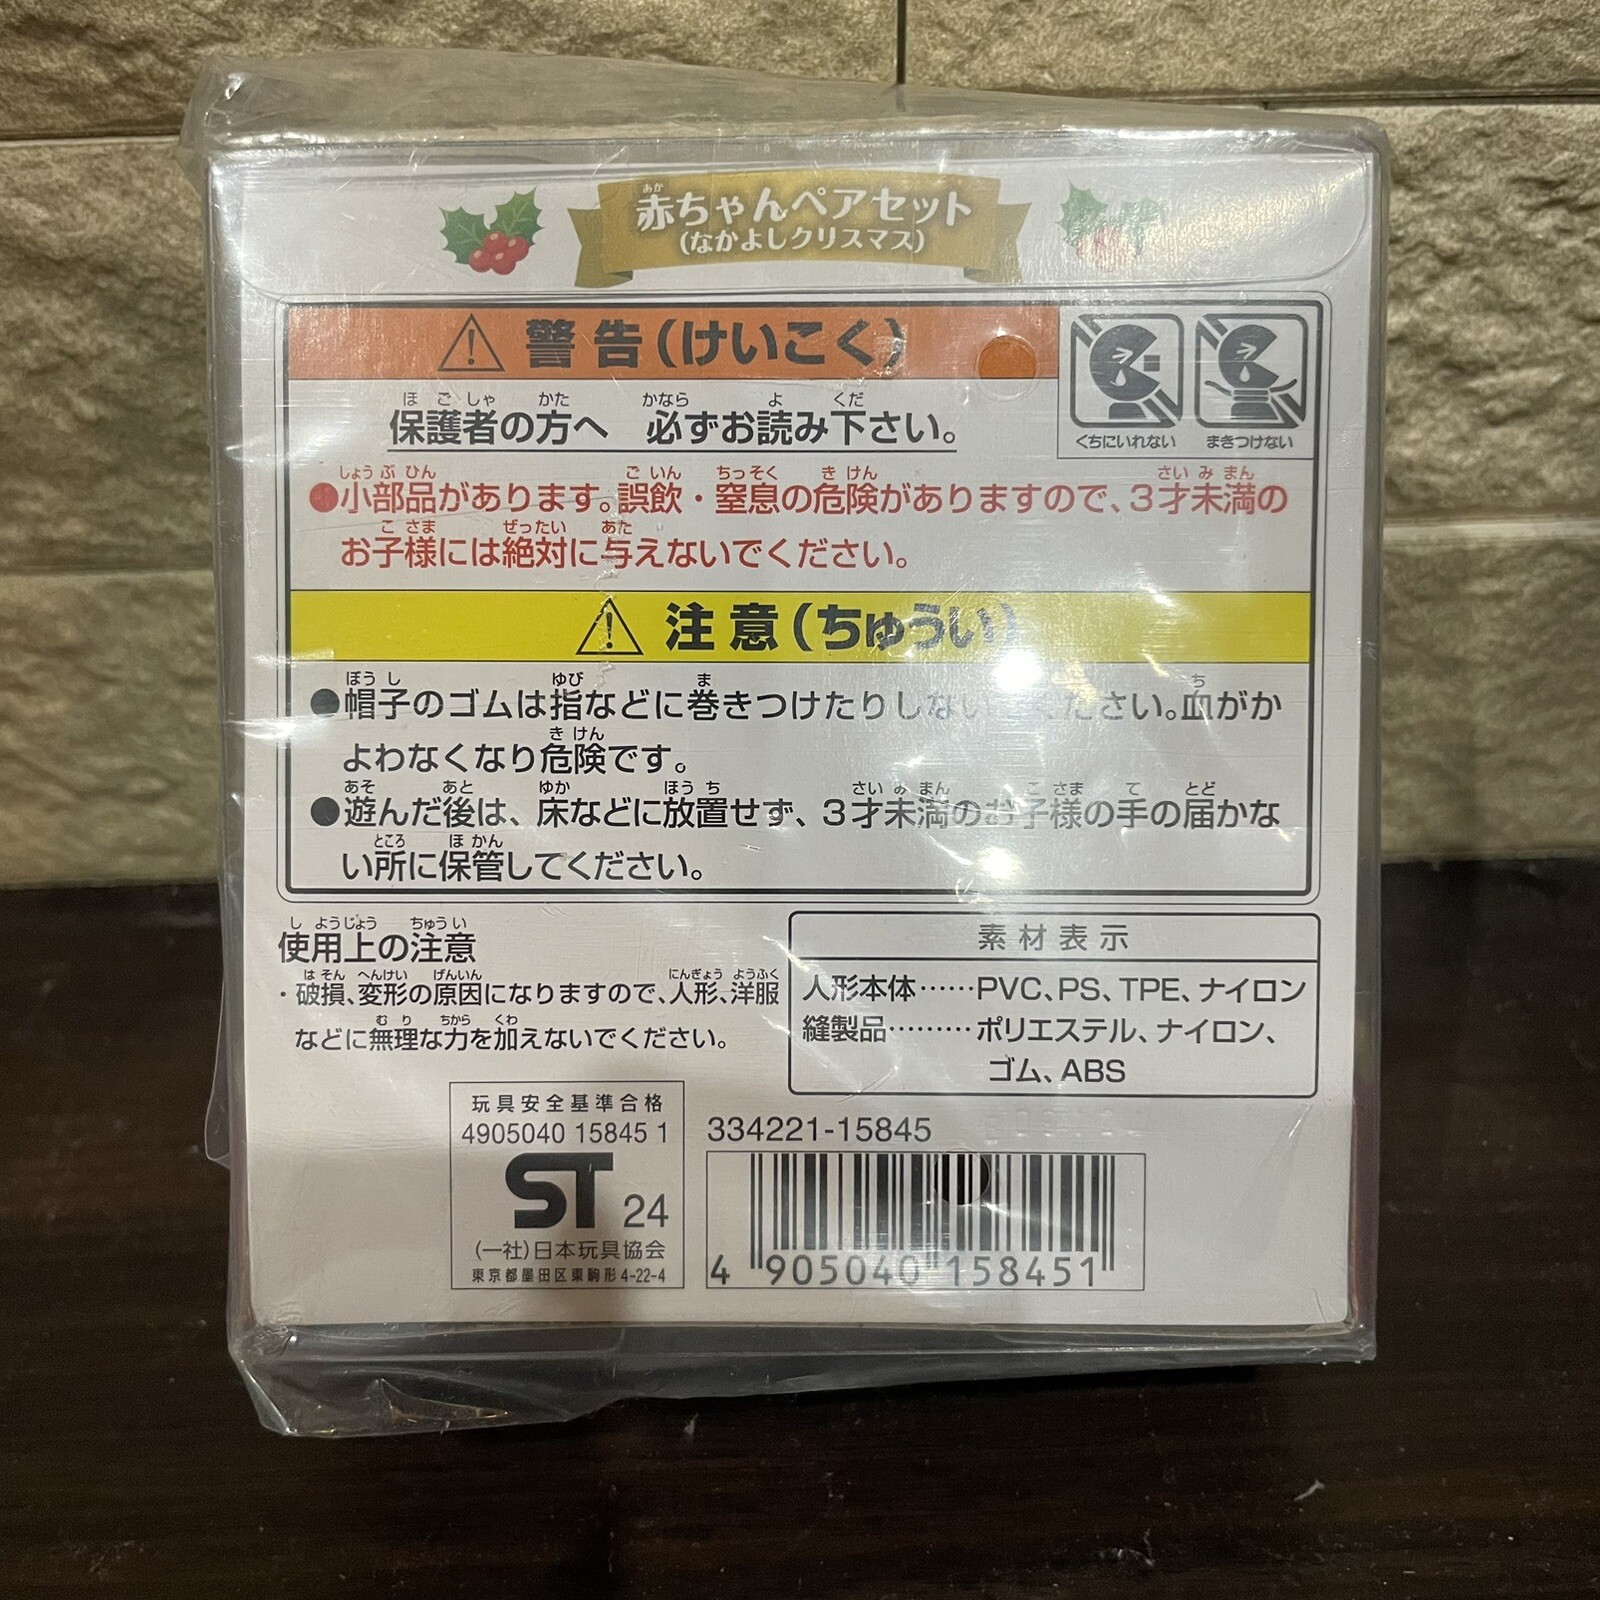 赤ちゃんペアセット
(なかよしクリスマス)
警告(けいこく)
くちにいれない まきつけない
保護者の方へ 必ずお読み下さい。
●小部品があります。誤飲・窒息の危険がありますので、3才未満の
お子様には絶対に与えないでください。
注意(ちゅうい)
●帽子のゴムは指などに巻きつけたりしない ください。血がか
よわなくなり危険です。
●遊んだ後は、床などに放置せず、3才未満のお子様の手の届かな
い所に保管してください。
使用上の注意
・破損、変形の原因になりますので、人形、洋服
などに無理な力を加えないでください。
素材表示
人形本体……PVC、PS、TPE、ナイロン
縫製品………ポリエステル、ナイロン、
ゴム、ABS
玩具安全基準合格
4905040 15845 1
ST 24
(一社)日本玩具協会
東京都墨田区東駒形4-22-4
334221-15845
4 905040 158451